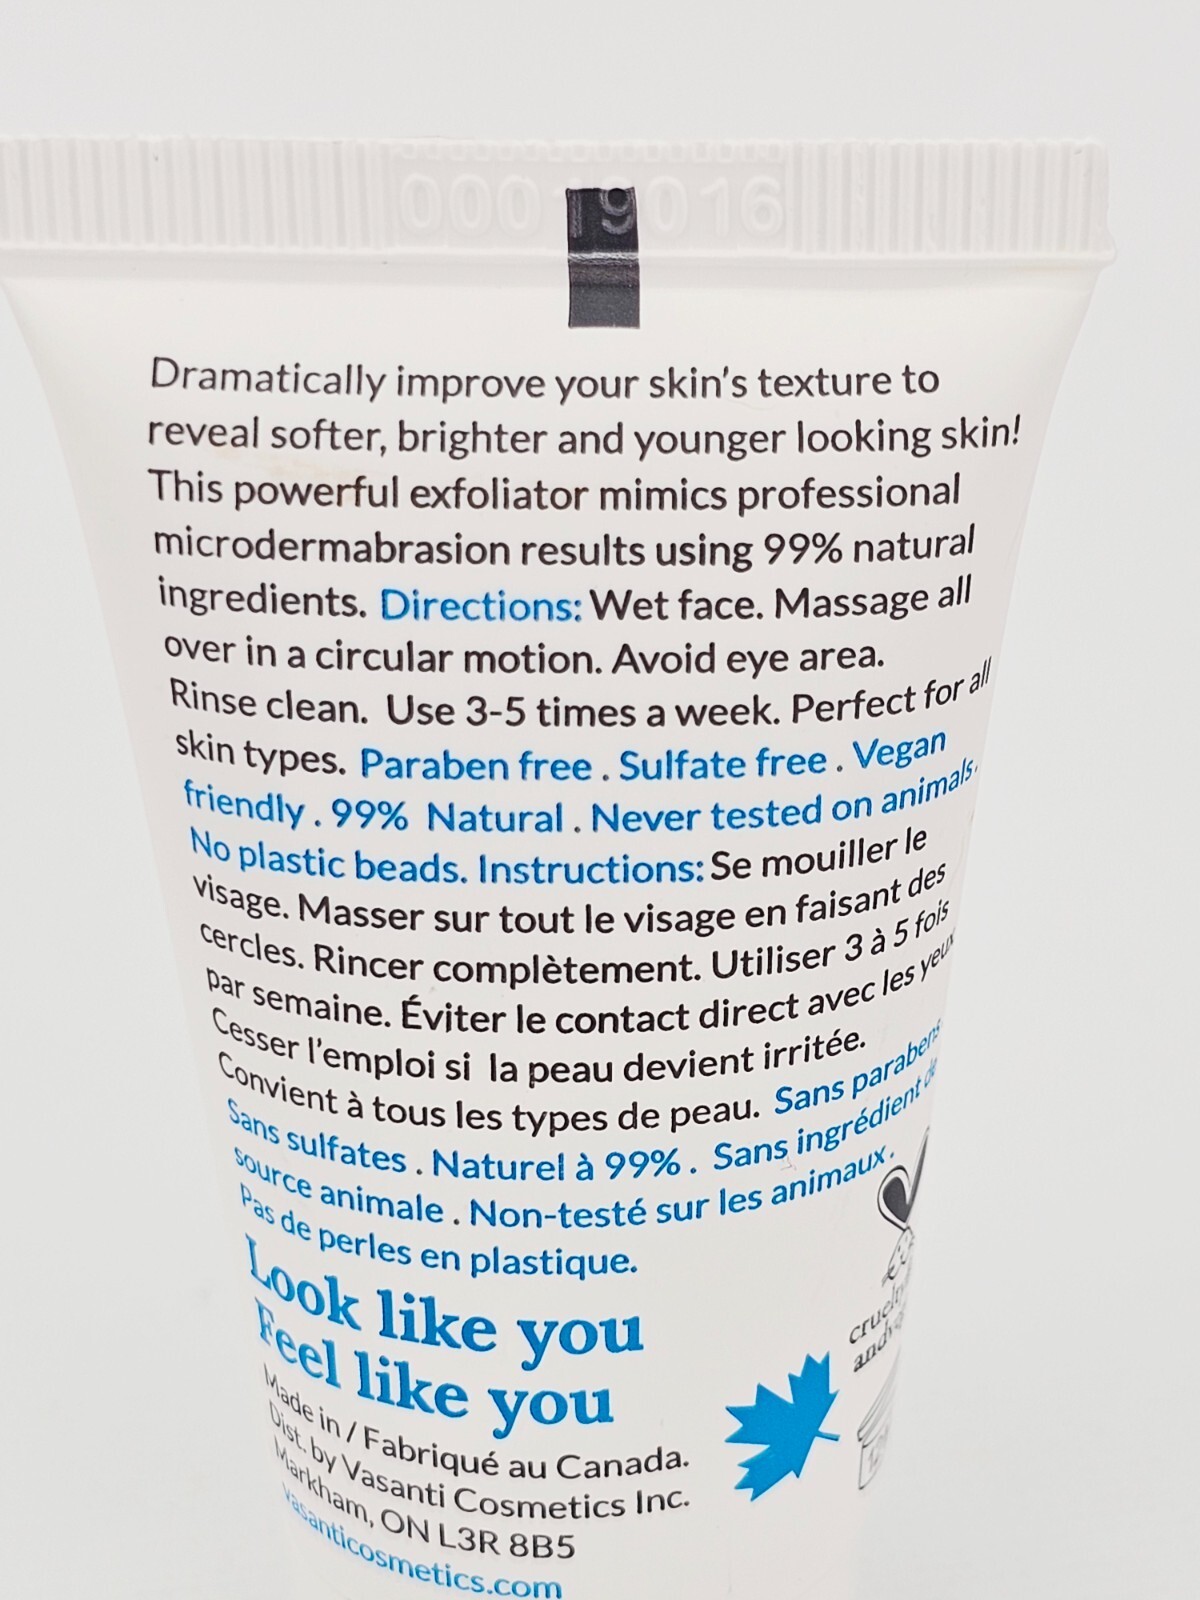 00019016
Dramatically improve your skin's texture to
reveal softer, brighter and younger looking skin!
This powerful exfoliator mimics professional
microdermabrasion results using 99% natural
ingredients. Directions: Wet face. Massage all
over in a circular motion. Avoid eye area.
Rinse clean. Use 3-5 times a week. Perfect for all
skin types. Paraben free . Sulfate free . Vegan
friendly . 99% Natural . Never tested on animals.
No plastic beads. Instructions: Se mouiller le
visage. Masser sur tout le visage en faisant des
cercles. Rincer complètement. Utiliser 3 à 5 fois
par semaine. Éviter le contact direct avec les yeux.
Cesser l'emploi si la peau devient irritée.
Convient à tous les types de peau. Sans parabens
Sans sulfates . Naturel à 99% . Sans ingrédient de
source animale . Non-testé sur les animaux.
Pas de perles en plastique.
Look like you
Feel like you
Made in / Fabriqué au Canada.
Dist. by Vasanti Cosmetics Inc.
Markham, ON L3R 8B5
vasanticosmetics.com